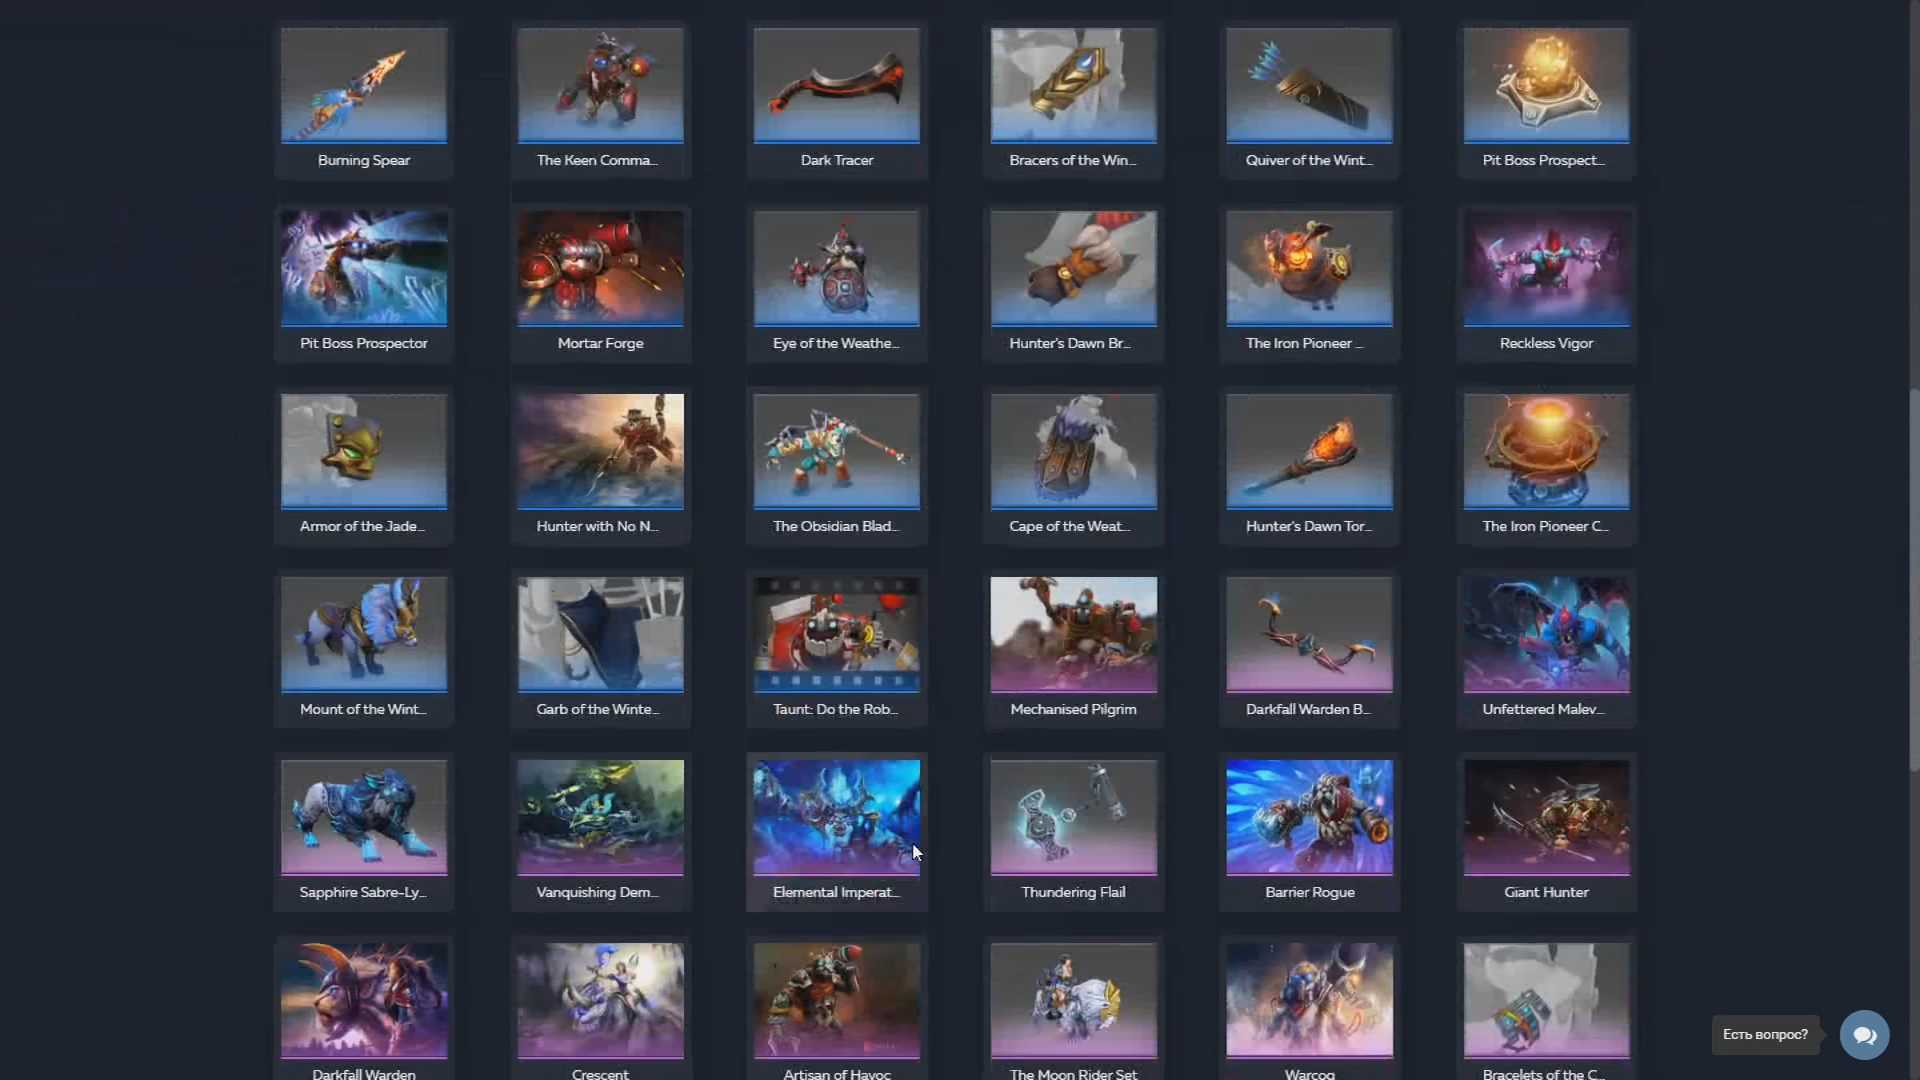 Burning Spear
The Keen Comma...
Dark Tracer
Bracers of the Win...
Quiver of the Wint...
Pit Boss Prospect...
Pit Boss Prospector
Mortar Forge
Eye of the Weathe...
Hunter's Dawn Br...
The Iron Pioneer ...
Reckless Vigor
Armor of the Jade...
Hunter with No N...
The Obsidian Blad...
Cape of the Weat...
Hunter's Dawn Tor...
The Iron Pioneer C...
Mount of the Wint...
Garb of the Winte...
Taunt: Do the Rob...
Mechanised Pilgrim
Darkfall Warden B...
Unfettered Malev...
Sapphire Sabre-Ly...
Vanquishing Dem...
Elemental Imperat...
Thundering Flail
Barrier Rogue
Giant Hunter
Darkfall Warden
Crescent
Artisan of Havoc
The Moon Rider Set
Warcog
Bracelets of the C...
Есть вопрос?